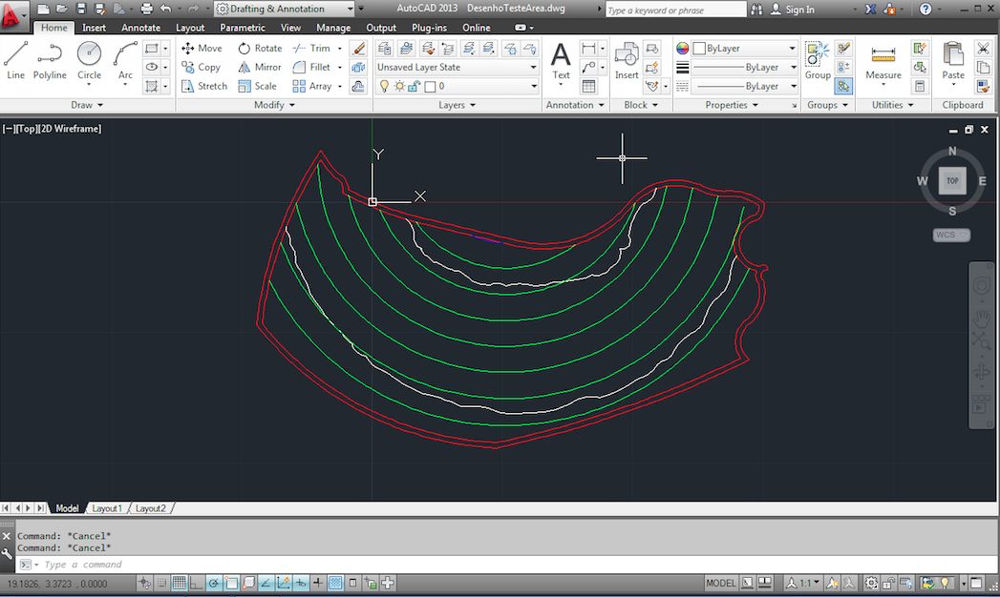 Drafting & Annotation AutoCAD 2013 DesenhoTesteArea.dwg Type a keyword or phrase Sign In
Home Insert Annotate Layout Parametric View Manage Output Plug-ins Online
Line Polyline Circle Arc
Move Rotate Trim
Copy Mirror Fillet
Stretch Scale Array
Unsaved Layer State
0
Text
Insert
ByLayer
ByLayer
ByLayer
Group
Measure
Paste
Draw Modify Layers Annotation Block Properties Groups Utilities Clipboard
[−][Top][2D Wireframe]
Y
X
N
W TOP E
S
WCS
Model Layout1 Layout2
Command: *Cancel*
Command: *Cancel*
Type a command
19.1826, 3.3723 , 0.0000 MODEL 1:1